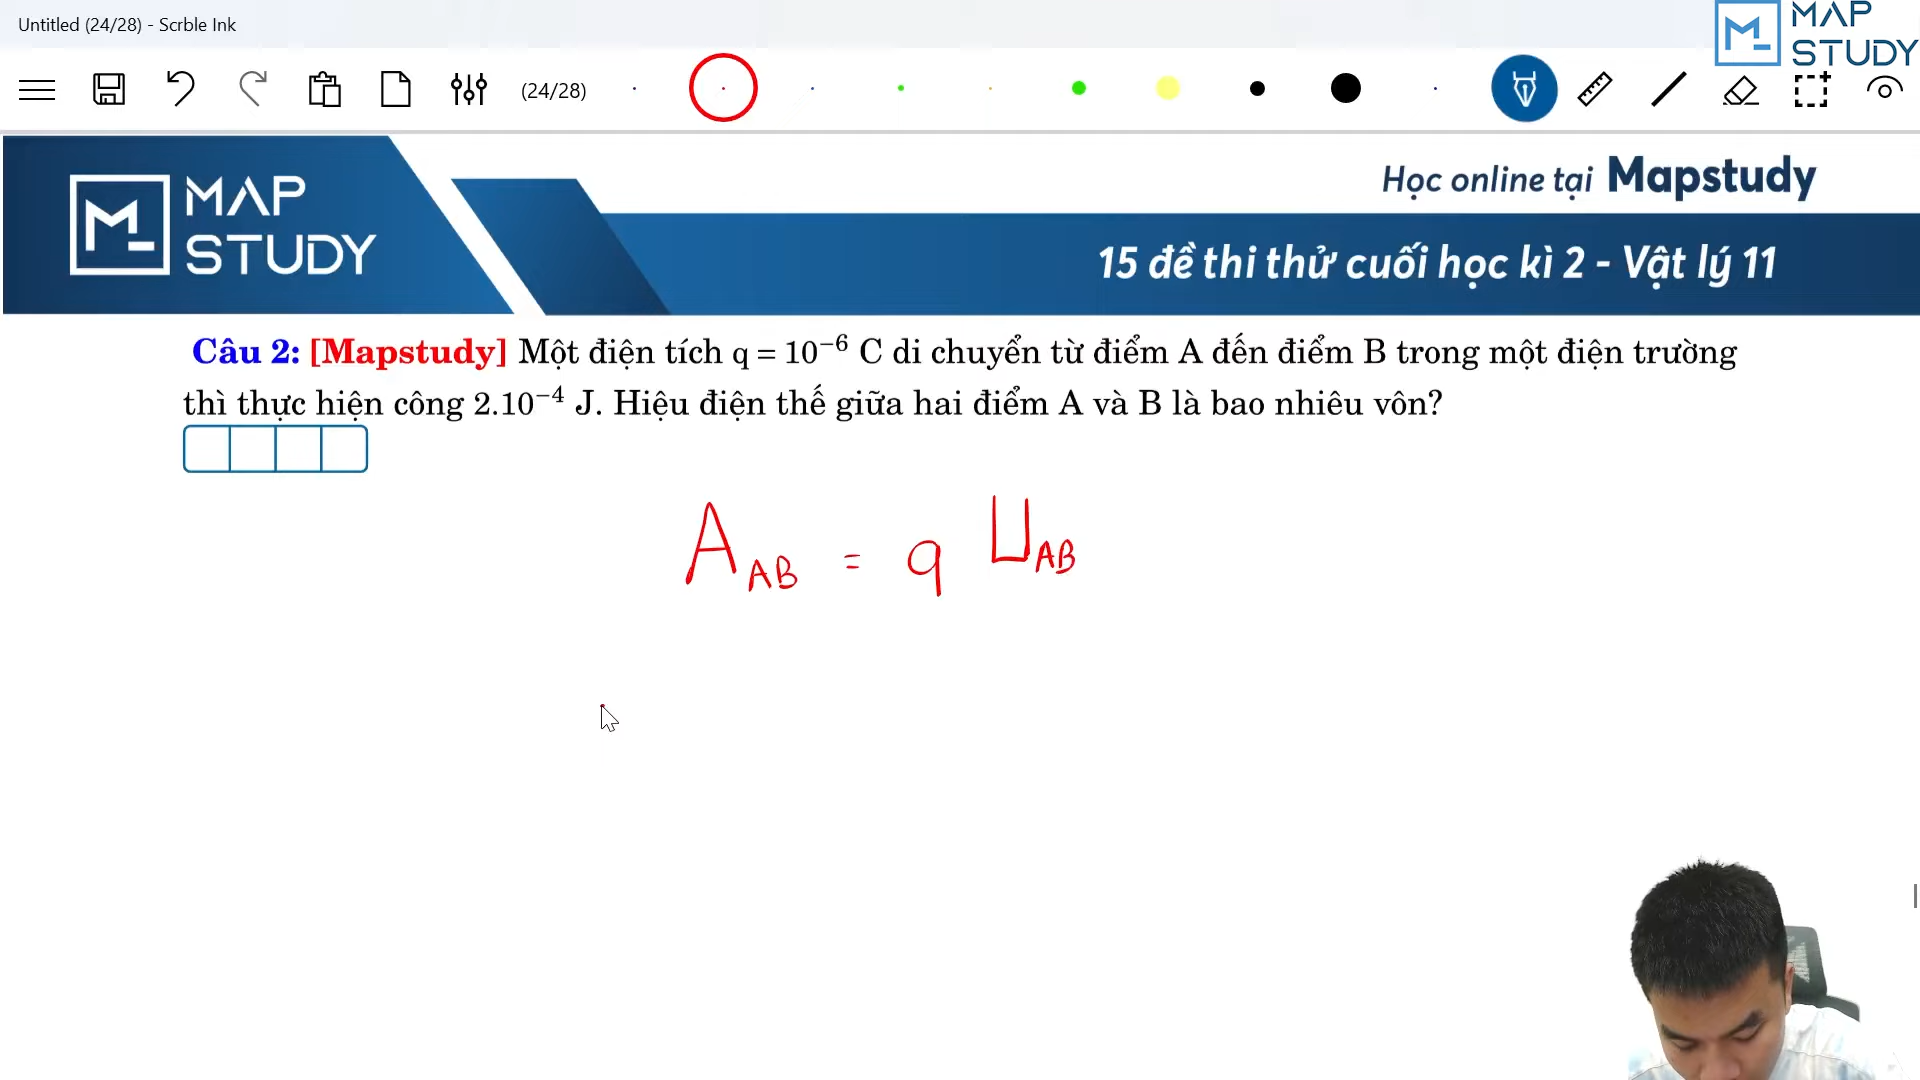 Untitled (24/28) - Scrble Ink
MAP
STUDY
(24/28)
MAP
STUDY
Học online tại Mapstudy
15 đề thi thử cuối học kì 2 - Vật lý 11
Câu 2: [Mapstudy] Một điện tích q = 10⁻⁶ C di chuyển từ điểm A đến điểm B trong một điện trường
thì thực hiện công 2.10⁻⁴ J. Hiệu điện thế giữa hai điểm A và B là bao nhiêu vôn?
A_AB = q U_AB